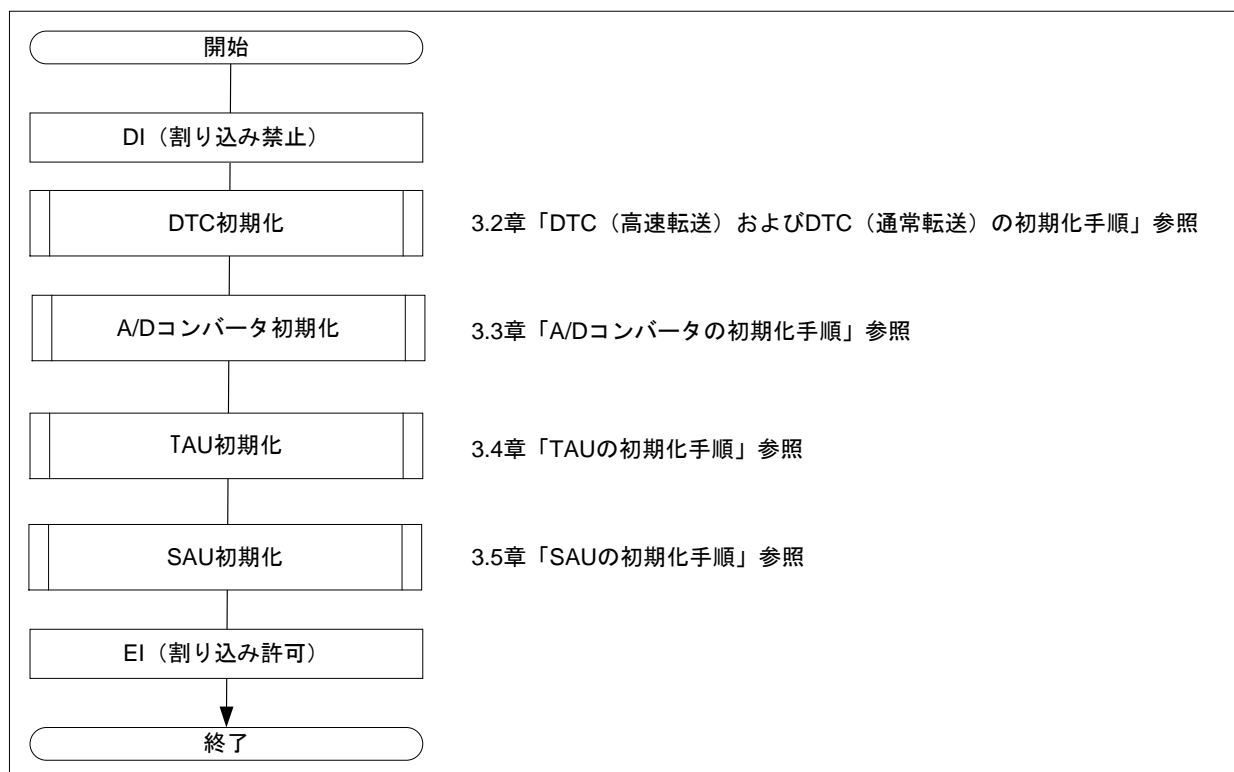 開始
DI（割り込み禁止）
DTC初期化
3.2章「DTC（高速転送）およびDTC（通常転送）の初期化手順」参照
A/Dコンバータ初期化
3.3章「A/Dコンバータの初期化手順」参照
TAU初期化
3.4章「TAUの初期化手順」参照
SAU初期化
3.5章「SAUの初期化手順」参照
EI（割り込み許可）
終了